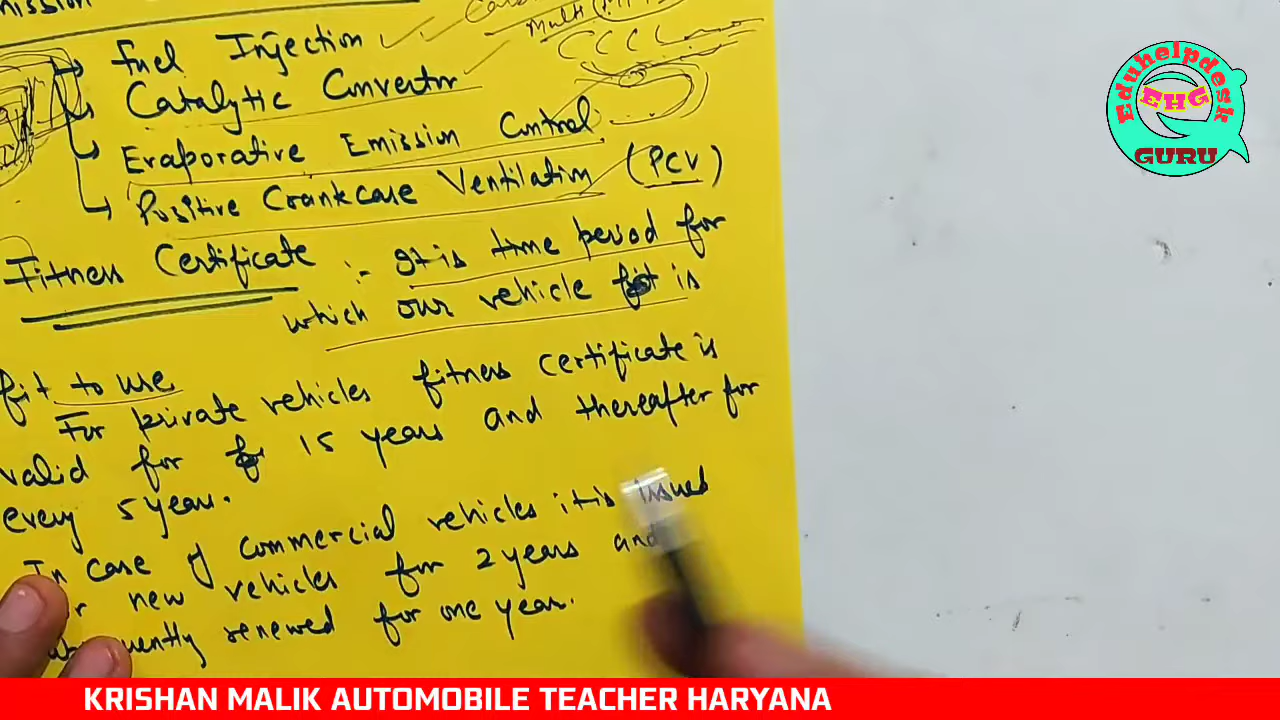 mission
Multi
Fuel Injection
Catalytic Convertor
Evaporative Emission Control
Positive Crankcase Ventilation (PCV)
Fitness Certificate :- It is time period for
which our vehicle is
fit to use
For private vehicles fitness certificate is
valid for 15 years and thereafter for
every 5 year.
In case of commercial vehicles it is issued
new vehicles for 2 years and
renewed for one year.
Eduhelpdesk
EHG
GURU
KRISHAN MALIK AUTOMOBILE TEACHER HARYANA